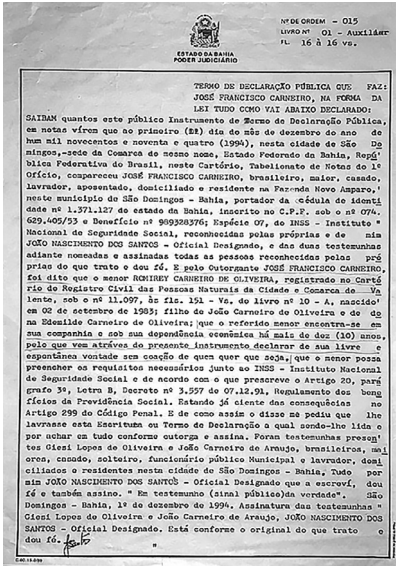 Nº DE ORDEM - 015
LIVRO Nº 01 - Auxiliar
FL. 16 à 16 vs.
ESTADO DA BAHIA
PODER JUDICIÁRIO
TERMO DE DECLARAÇÃO PÚBLICA QUE FAZ:
JOSÉ FRANCISCO CARNEIRO, NA FORMA DA
LEI TUDO COMO VAI ABAIXO DECLARADO:
SAIBAM quantos este público Instrumento de Termo de Declaração Pública,
em notas vírem que ao primeiro dia do mês de dezembro do ano de
hum mil novecentos e noventa e quatro (1994), nesta cidade de São Do
mingos,-sede da Comarca do mesmo nome, Estado Federado da Bahia, Repú
blica Federativa do Brasil, neste Cartório, Tabelionato de Notas do 1º
Ofício, compareceu JOSÉ FRANCISCO CARNEIRO, brasileiro, maior, casado,
lavrador, aposentado, domiciliado e residente na Fazenda Novo Amparo,'
neste município de São Domingos - Bahia, portador da cédula de identi
dade nº 1.371.127 do estado da Bahia, inscrito no C.P.F. sob o nº 074.
629.405/53 e Benefício nº 989328376; Espécie 07, do INSS - Instituto '
Nacional de Seguridade Social, reconhecidas pelas próprias e de mim
JOÃO NASCIMENTO DOS SANTOS - Oficial Designado, e das duas testemunhas
adiante nomeadas e assinadas todas as pessoas reconhecidas pelas pró
prias do que trato e dou fé. E pelo Outorgante JOSÉ FRANCISCO CARNEIRO,
foi dito que o menor ROMIREY CARNEIRO DE OLIVEIRA, registrado no Cartó
rio de Registro Civil das Pessoas Naturais da Cidade e Comarca de Va
lente, sob o nº 11.097, às fls. 151 - Vs. do livro nº 10 - A, nascido'
em 02 de setembro de 1983; filho de João Carneiro de Oliveira e de do
na Edemilde Carneiro de Oliveira; que o referido menor encontra-se em
sua companhia e sob sua dependência econômica há mais de dez (10) anos,
pelo que vem através do presente instrumento declarar de sua livre e
espontânea vontade sem coação de quem quer que seja, que o menor possa
preencher os requisitos necessários junto ao INSS - Instituto Nacional
de Seguridade Social e de acordo com o que prescreve o Artigo 20, pará
grafo 3º, Letra B, Decreto nº 3.557 de 07.12.91, Regulamento dos bene
fícios da Previdência Social. Estando já ciente das consequências no
Artigo 299 do Código Penal. E de como assim o disse me pediu que lhe
lavrasse esta Escritura ou Termo de Declaração a qual sendo-lhe lida e
por achar em tudo conforme outorga e assina. Foram testemunhas presen'
tes Giesi Lopes de Oliveira e João Carneiro de Araujo, brasileiros, mai
ores, casado, solteiro, funcionário público Municipal e lavrador, domi
ciliados e residentes nesta cidade de São Domingos - Bahia. Tudo por
mim JOÃO NASCIMENTO DOS SANTOS - Oficial Designado que a escreví, dou
fé e também assino. " Em testemunho (sinal público)da verdade". São
Domingos - Bahia, 1º de dezembro de 1994. Assinatura das testemunhas "
Giesi Lopes de Oliveira e João Carneiro de Araujo, JOÃO NASCIMENTO DOS
SANTOS - Oficial Designado. Está conforme o original do que trato e
dou fé.